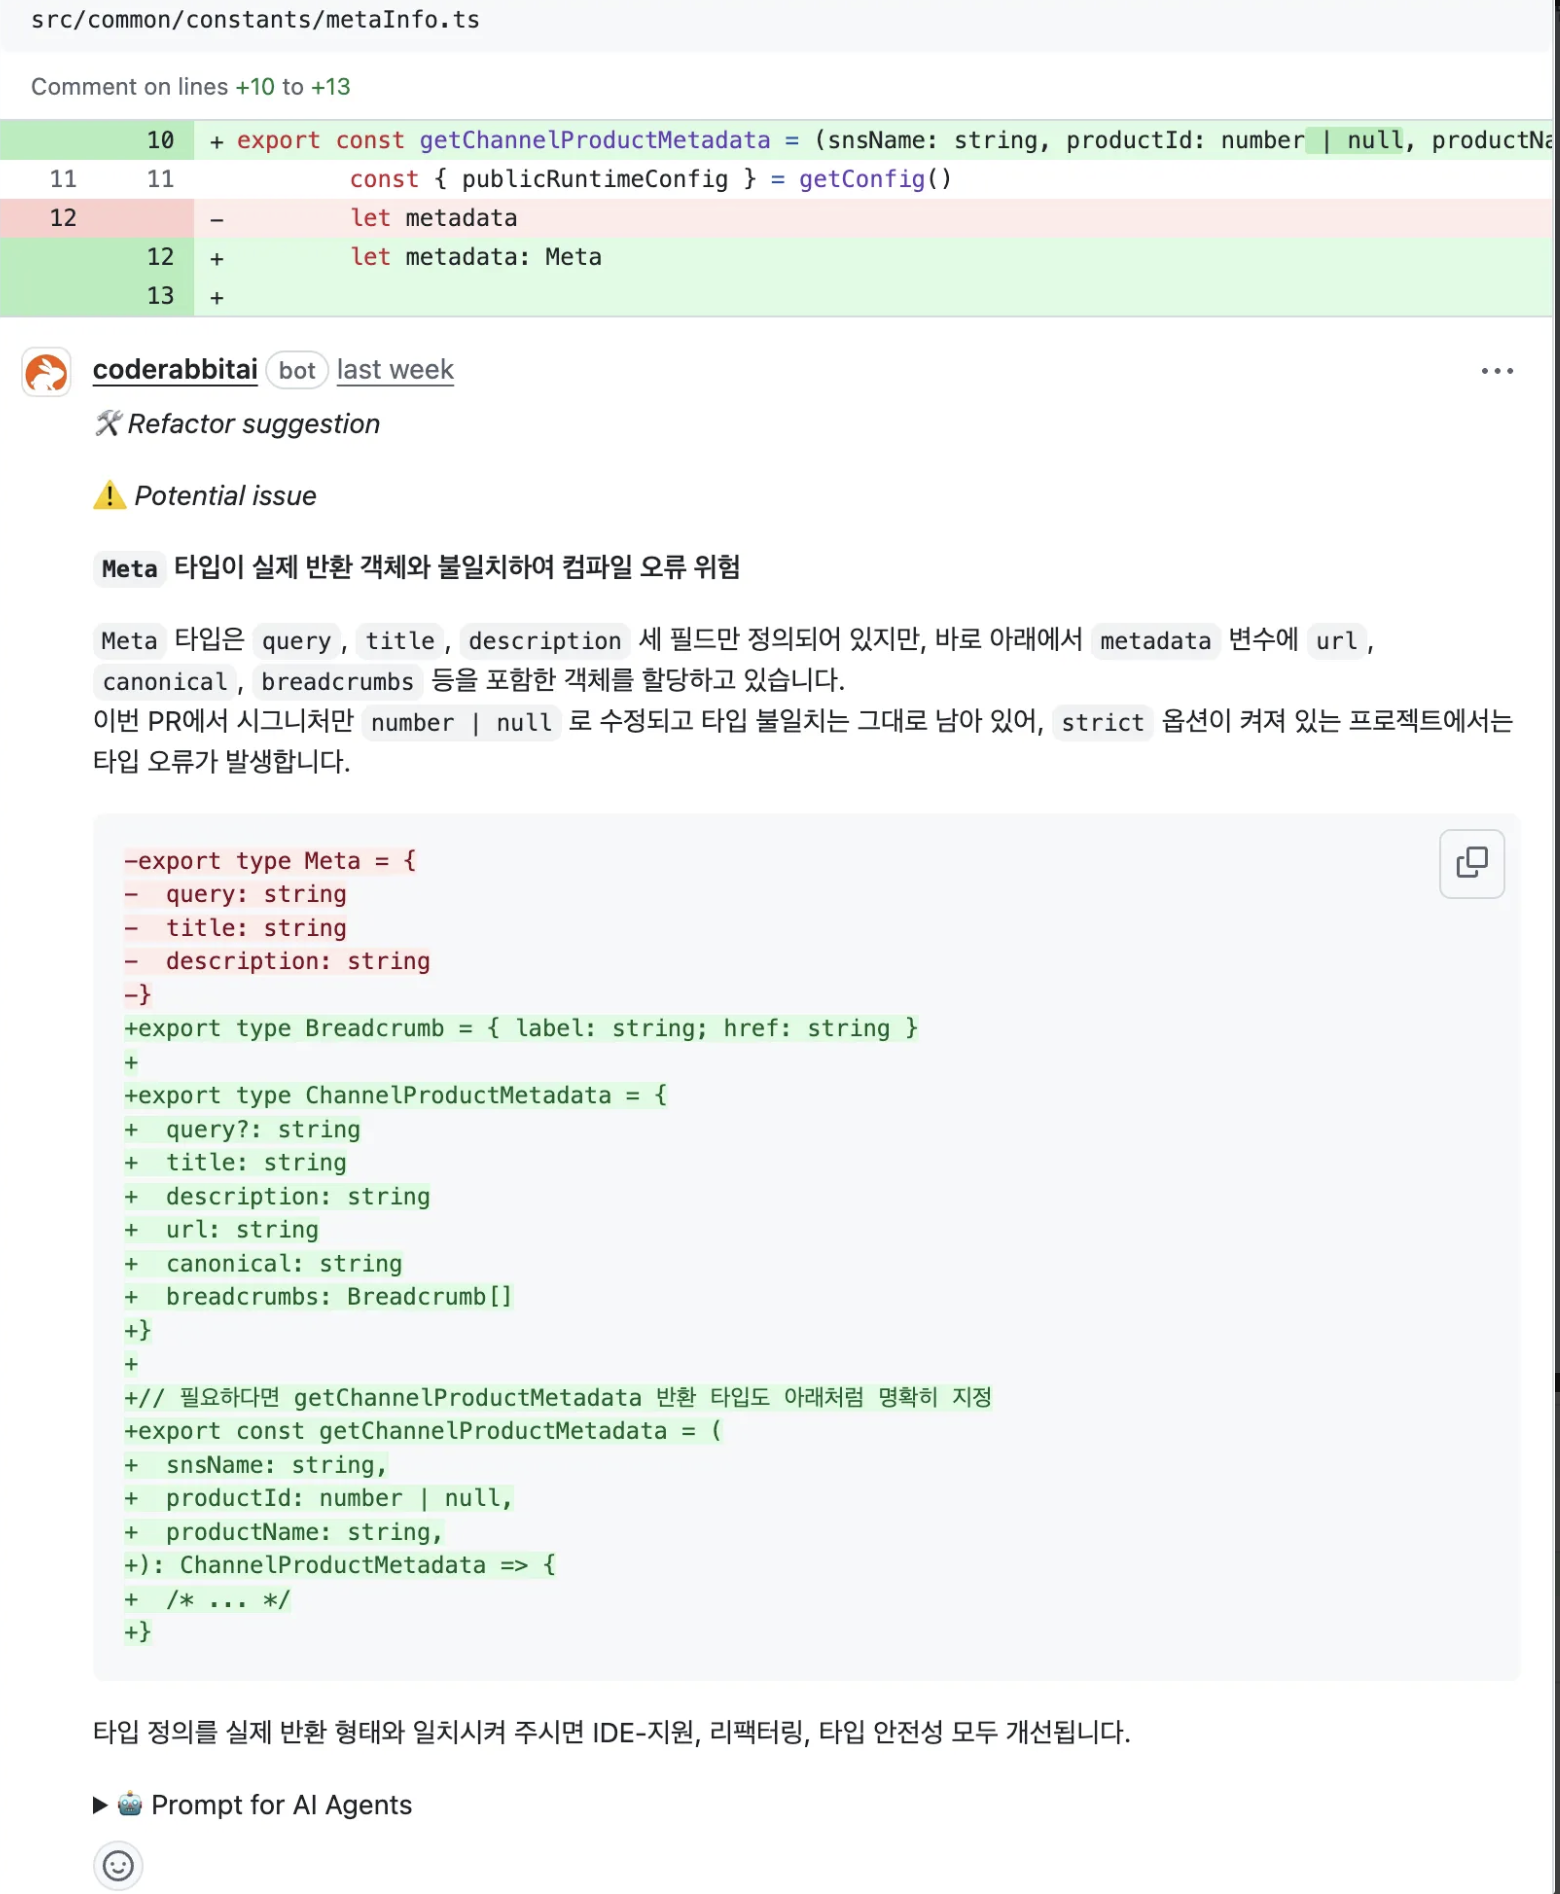 src/common/constants/metaInfo.ts
Comment on lines +10 to +13
10 + export const getChannelProductMetadata = (snsName: string, productId: number | null, productNa
11 11 const { publicRuntimeConfig } = getConfig()
12 − let metadata
12 + let metadata: Meta
13 +
coderabbitai bot last week
🛠️ Refactor suggestion
⚠️ Potential issue
Meta 타입이 실제 반환 객체와 불일치하여 컴파일 오류 위험
Meta 타입은 query, title, description 세 필드만 정의되어 있지만, 바로 아래에서 metadata 변수에 url,
canonical, breadcrumbs 등을 포함한 객체를 할당하고 있습니다.
이번 PR에서 시그니처만 number | null 로 수정되고 타입 불일치는 그대로 남아 있어, strict 옵션이 켜져 있는 프로젝트에서는
타입 오류가 발생합니다.
-export type Meta = {
-  query: string
-  title: string
-  description: string
-}
+export type Breadcrumb = { label: string; href: string }
+
+export type ChannelProductMetadata = {
+  query?: string
+  title: string
+  description: string
+  url: string
+  canonical: string
+  breadcrumbs: Breadcrumb[]
+}
+
+// 필요하다면 getChannelProductMetadata 반환 타입도 아래처럼 명확히 지정
+export const getChannelProductMetadata = (
+  snsName: string,
+  productId: number | null,
+  productName: string,
+): ChannelProductMetadata => {
+  /* ... */
+}
타입 정의를 실제 반환 형태와 일치시켜 주시면 IDE-지원, 리팩터링, 타입 안전성 모두 개선됩니다.
▶ 🤖 Prompt for AI Agents